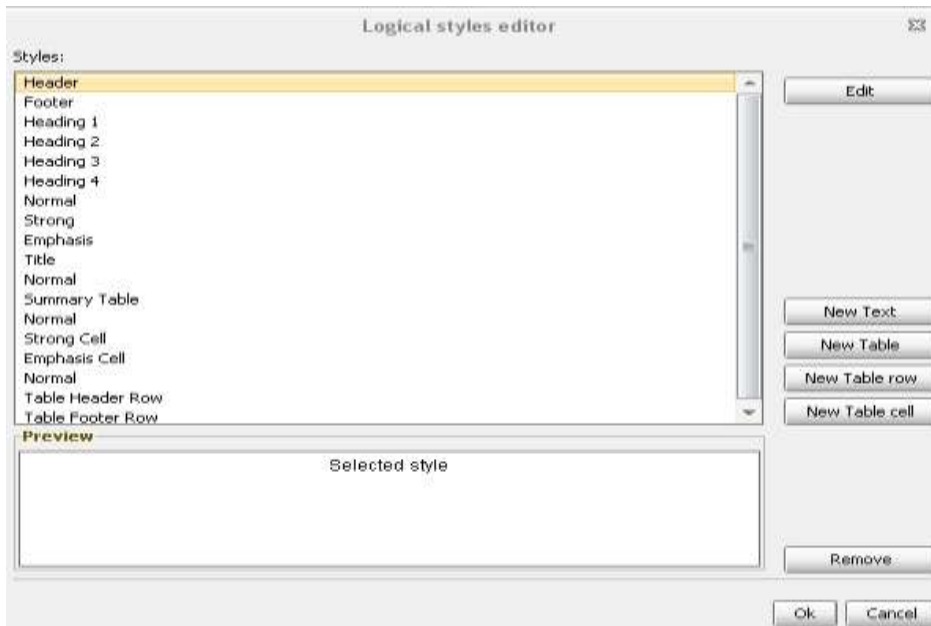 Logical styles editor
Styles:
Header
Footer
Heading 1
Heading 2
Heading 3
Heading 4
Normal
Strong
Emphasis
Title
Normal
Summary Table
Normal
Strong Cell
Emphasis Cell
Normal
Table Header Row
Table Footer Row
Edit
New Text
New Table
New Table row
New Table cell
Preview
Selected style
Remove
Ok
Cancel